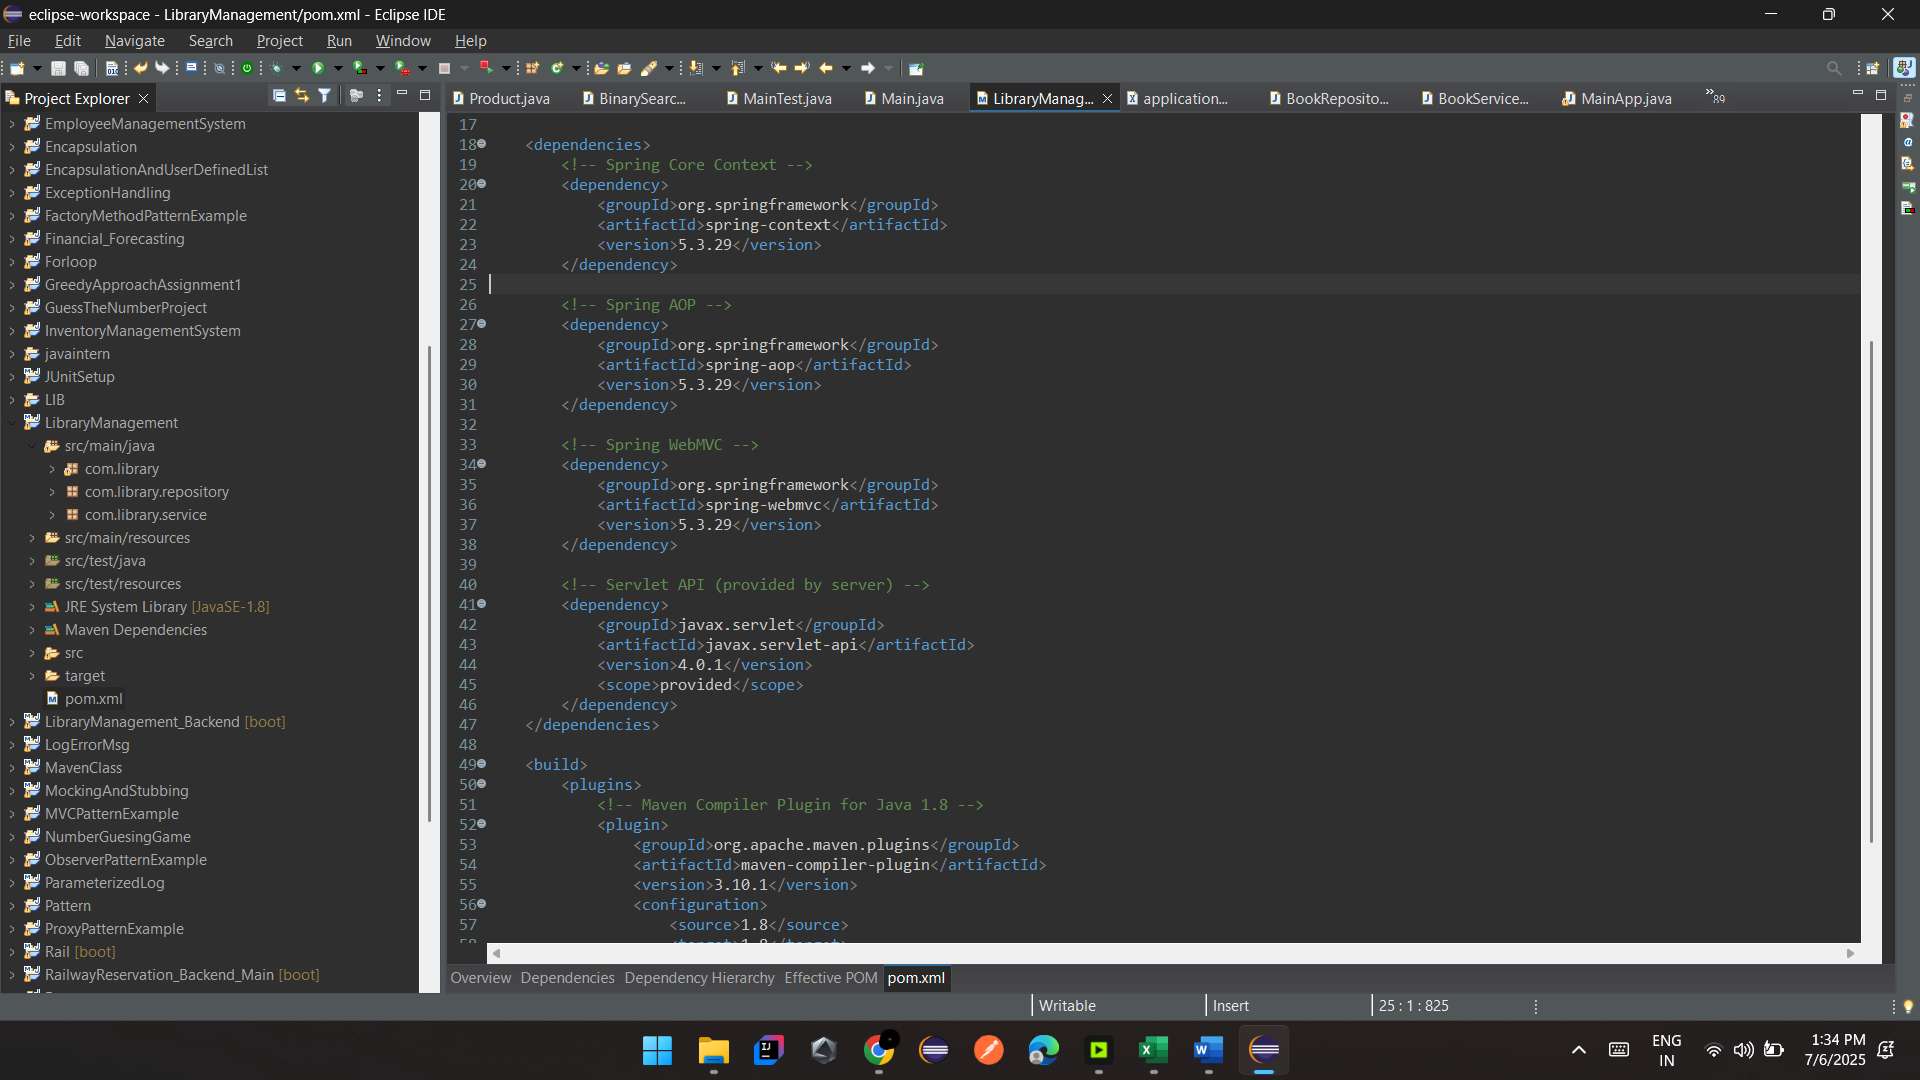 eclipse-workspace - LibraryManagement/pom.xml - Eclipse IDE
File Edit Navigate Search Project Run Window Help
Project Explorer
EmployeeManagementSystem
Encapsulation
EncapsulationAndUserDefinedList
ExceptionHandling
FactoryMethodPatternExample
Financial_Forecasting
Forloop
GreedyApproachAssignment1
GuessTheNumberProject
InventoryManagementSystem
javaintern
JUnitSetup
LIB
LibraryManagement
src/main/java
com.library
com.library.repository
com.library.service
src/main/resources
src/test/java
src/test/resources
JRE System Library [JavaSE-1.8]
Maven Dependencies
src
target
pom.xml
LibraryManagement_Backend [boot]
LogErrorMsg
MavenClass
MockingAndStubbing
MVCPatternExample
NumberGuesingGame
ObserverPatternExample
ParameterizedLog
Pattern
ProxyPatternExample
Rail [boot]
RailwayReservation_Backend_Main [boot]
Product.java BinarySearc... MainTest.java Main.java LibraryManag... application... BookReposito... BookService... MainApp.java »89
17
18 <dependencies>
19 <!-- Spring Core Context -->
20 <dependency>
21 <groupId>org.springframework</groupId>
22 <artifactId>spring-context</artifactId>
23 <version>5.3.29</version>
24 </dependency>
25
26 <!-- Spring AOP -->
27 <dependency>
28 <groupId>org.springframework</groupId>
29 <artifactId>spring-aop</artifactId>
30 <version>5.3.29</version>
31 </dependency>
32
33 <!-- Spring WebMVC -->
34 <dependency>
35 <groupId>org.springframework</groupId>
36 <artifactId>spring-webmvc</artifactId>
37 <version>5.3.29</version>
38 </dependency>
39
40 <!-- Servlet API (provided by server) -->
41 <dependency>
42 <groupId>javax.servlet</groupId>
43 <artifactId>javax.servlet-api</artifactId>
44 <version>4.0.1</version>
45 <scope>provided</scope>
46 </dependency>
47 </dependencies>
48
49 <build>
50 <plugins>
51 <!-- Maven Compiler Plugin for Java 1.8 -->
52 <plugin>
53 <groupId>org.apache.maven.plugins</groupId>
54 <artifactId>maven-compiler-plugin</artifactId>
55 <version>3.10.1</version>
56 <configuration>
57 <source>1.8</source>
Overview Dependencies Dependency Hierarchy Effective POM pom.xml
Writable Insert 25 : 1 : 825
ENG
IN
1:34 PM
7/6/2025